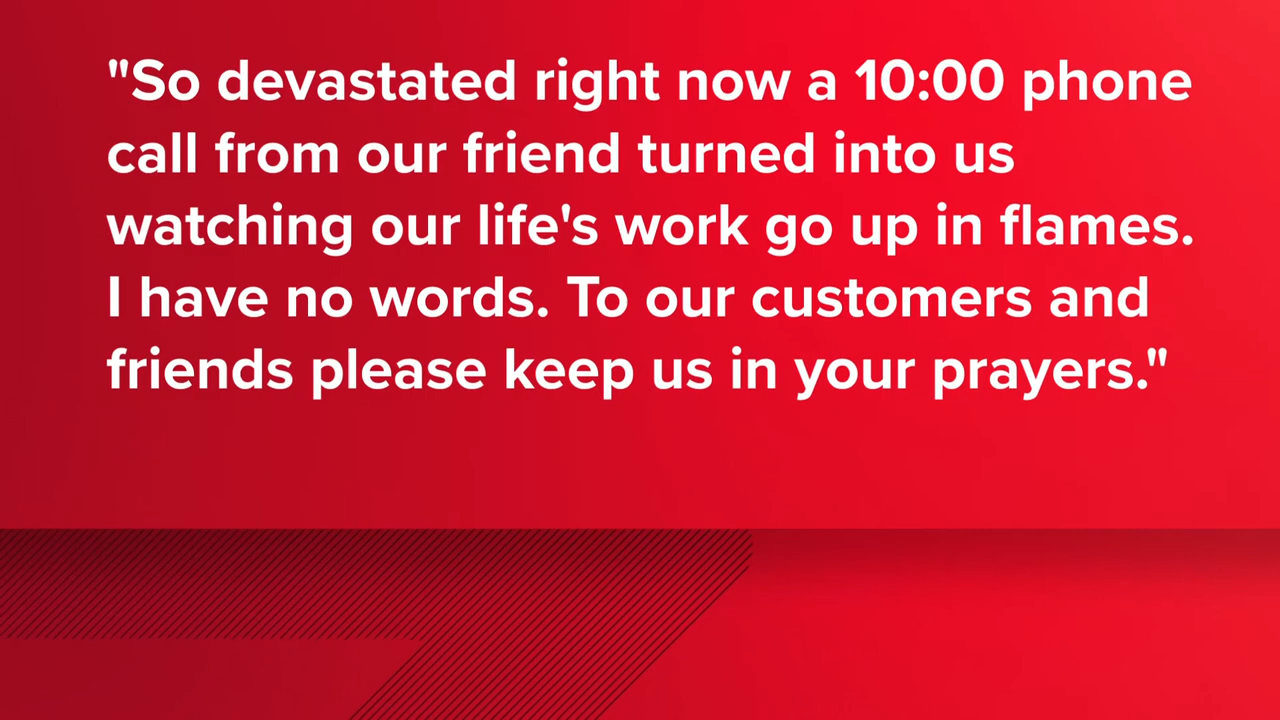 "So devastated right now a 10:00 phone
call from our friend turned into us
watching our life's work go up in flames.
I have no words. To our customers and
friends please keep us in your prayers."